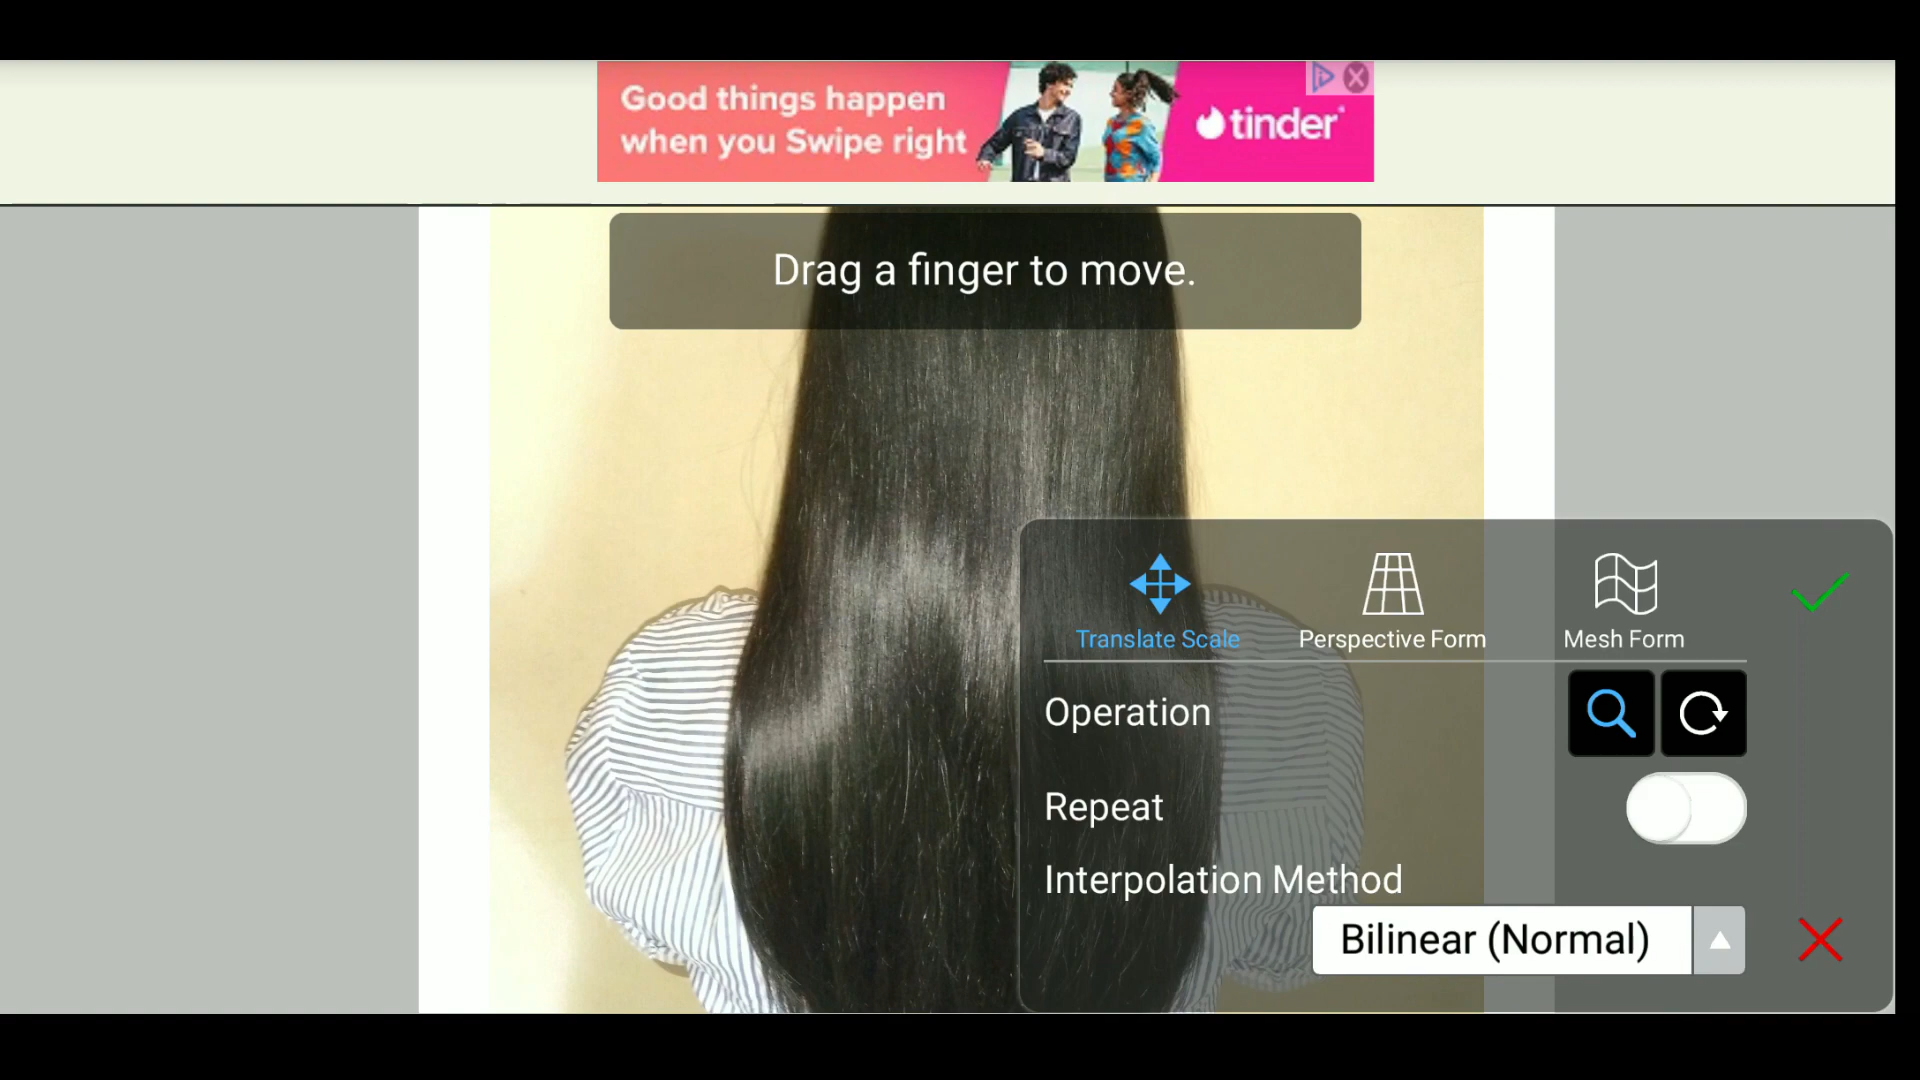 Good things happen
when you Swipe right
tinder
Drag a finger to move.
Translate Scale
Perspective Form
Mesh Form
Operation
Repeat
Interpolation Method
Bilinear (Normal)